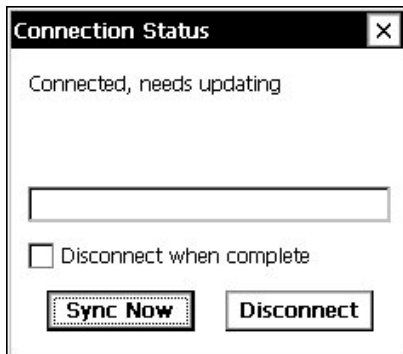 Connection Status
Connected, needs updating
Disconnect when complete
Sync Now Disconnect